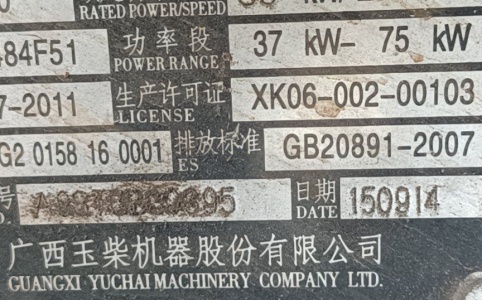 RATED POWER/SPEED
484F51 功率段 37 kW- 75 kW
POWER RANGE
7-2011 生产许可证 XK06-002-00103
LICENSE
G2 0158 16 0001 排放标准 GB20891-2007
ES
号 日期 150914
DATE
广西玉柴机器股份有限公司
GUANGXI YUCHAI MACHINERY COMPANY LTD.